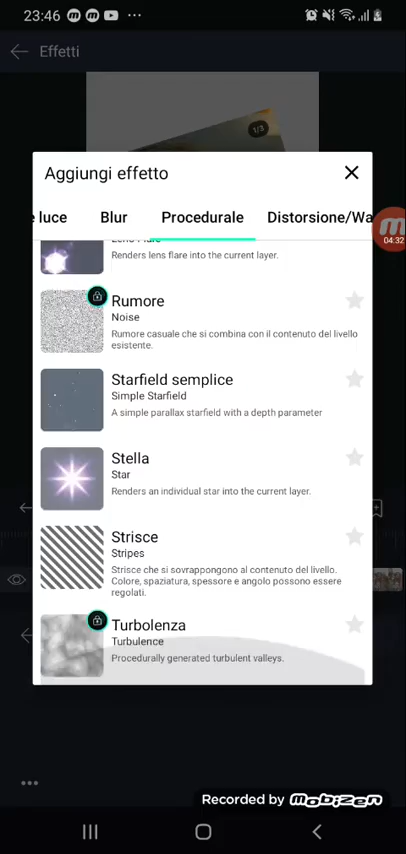 23:46
Effetti
1/3
Aggiungi effetto
e luce Blur Procedurale Distorsione/Wa
Lens Flare
Renders lens flare into the current layer.
Rumore
Noise
Rumore casuale che si combina con il contenuto del livello
esistente.
Starfield semplice
Simple Starfield
A simple parallax starfield with a depth parameter
Stella
Star
Renders an individual star into the current layer.
Strisce
Stripes
Strisce che si sovrappongono al contenuto del livello.
Colore, spaziatura, spessore e angolo possono essere
regolati.
Turbolenza
Turbulence
Procedurally generated turbulent valleys.
04:32
Recorded by mobizen